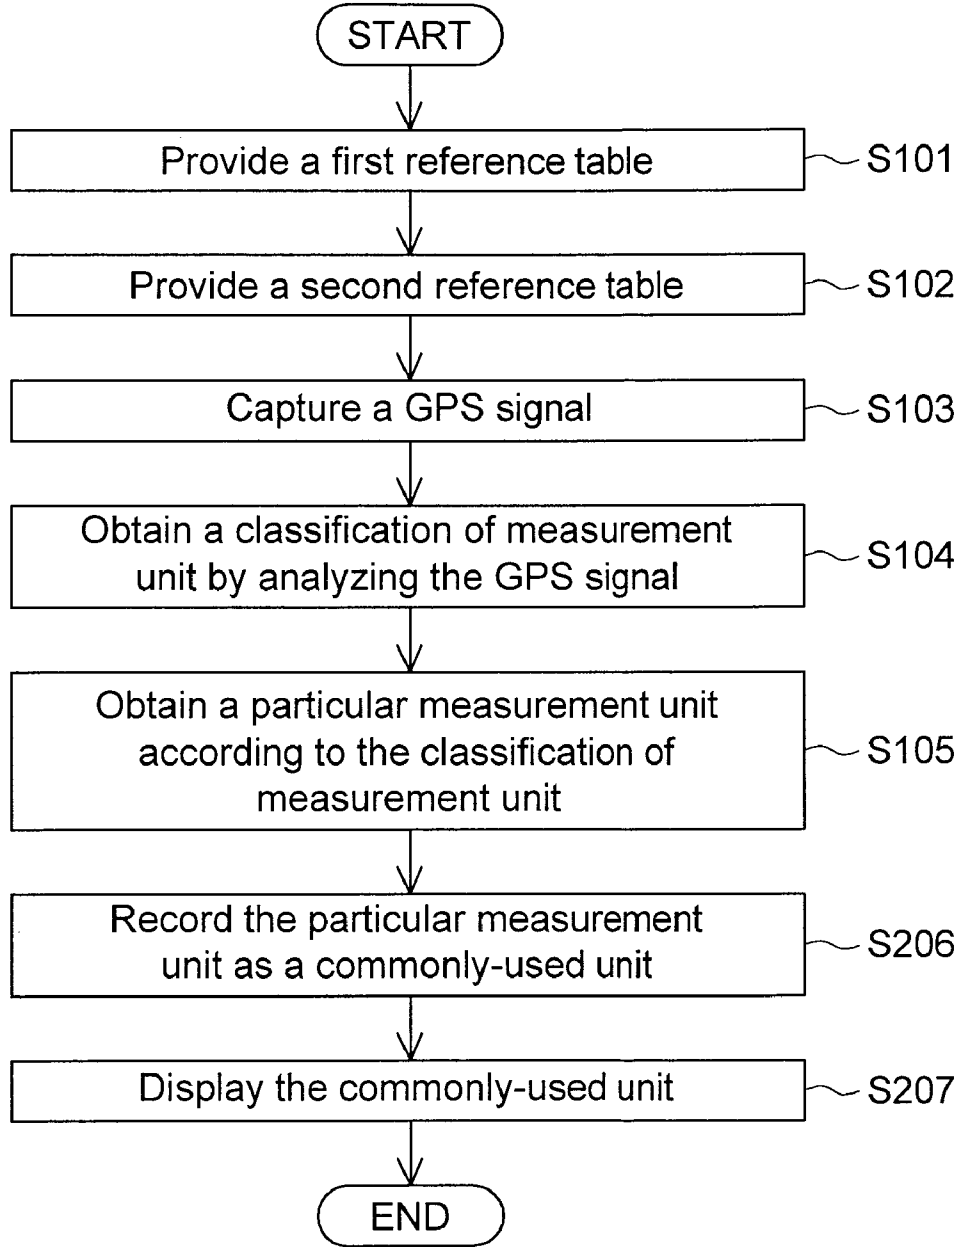 START
Provide a first reference table
S101
Provide a second reference table
S102
Capture a GPS signal
S103
Obtain a classification of measurement
unit by analyzing the GPS signal
S104
Obtain a particular measurement unit
according to the classification of
measurement unit
S105
Record the particular measurement
unit as a commonly-used unit
S206
Display the commonly-used unit
S207
END